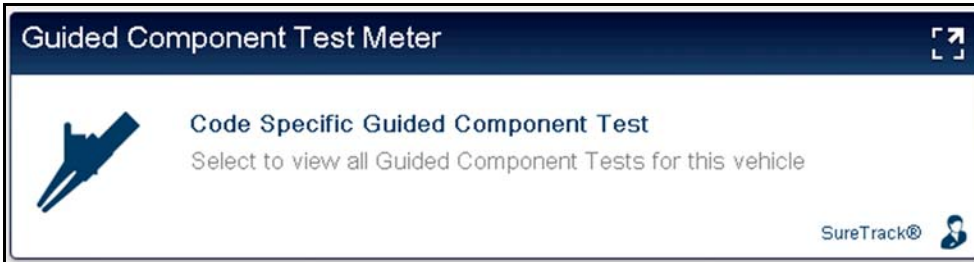 Guided Component Test Meter
Code Specific Guided Component Test
Select to view all Guided Component Tests for this vehicle
SureTrack®